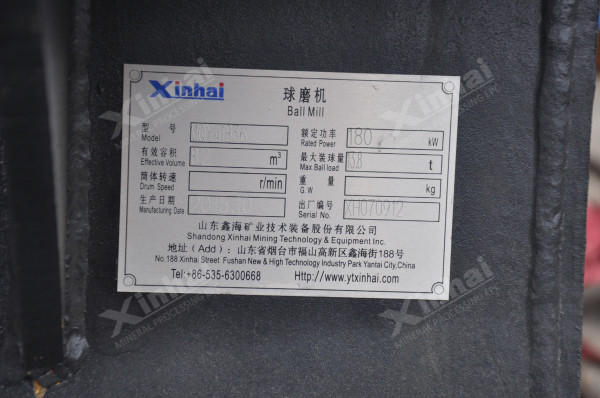 Xinhai
球磨机
Ball Mill
型 号
Model
额定功率
Rated Power
180 kW
有效容积
Effective Volume
m³
最大装球量
Max Bail load
t
筒体转速
Drum Speed
r/min
重 量
G.W
kg
生产日期
Manufacturing Date
出厂编号
Serial No.
XH070912
山东鑫海矿业技术装备股份有限公司
Shandong Xinhai Mining Technology & Equipment Inc.
地址（Add）：山东省烟台市福山高新区鑫海街188号
No.188 Xinhai Street Fushan New & High Technology Industry Park Yantai City,China
Tel:+86-535-6300668 Http://www.ytxinhai.com